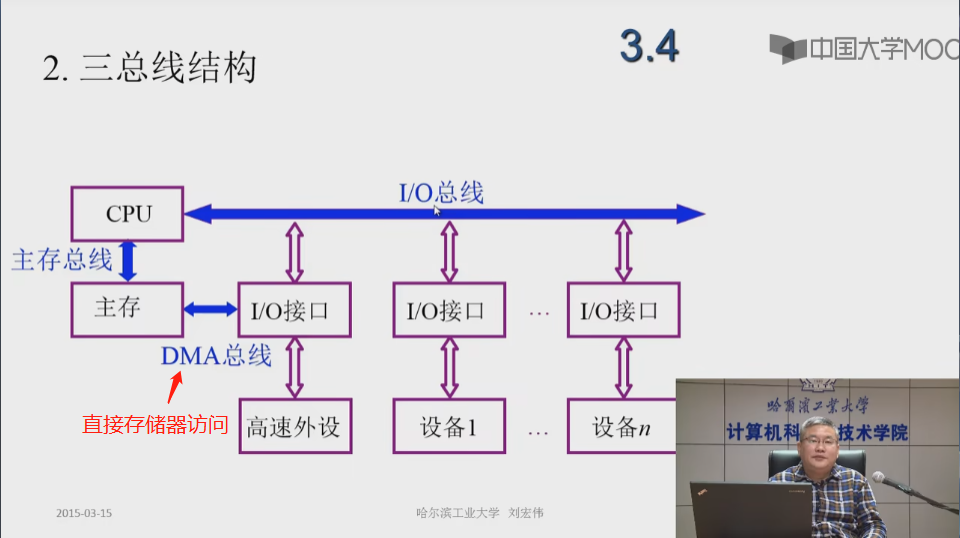 3.4
中国大学MOO
2. 三总线结构
I/O总线
CPU
主存总线
主存
I/O接口
I/O接口
…
I/O接口
DMA总线
直接存储器访问
高速外设
设备1
…
设备n
哈尔滨工业大学
计算机科 技术学院
2015-03-15
哈尔滨工业大学 刘宏伟